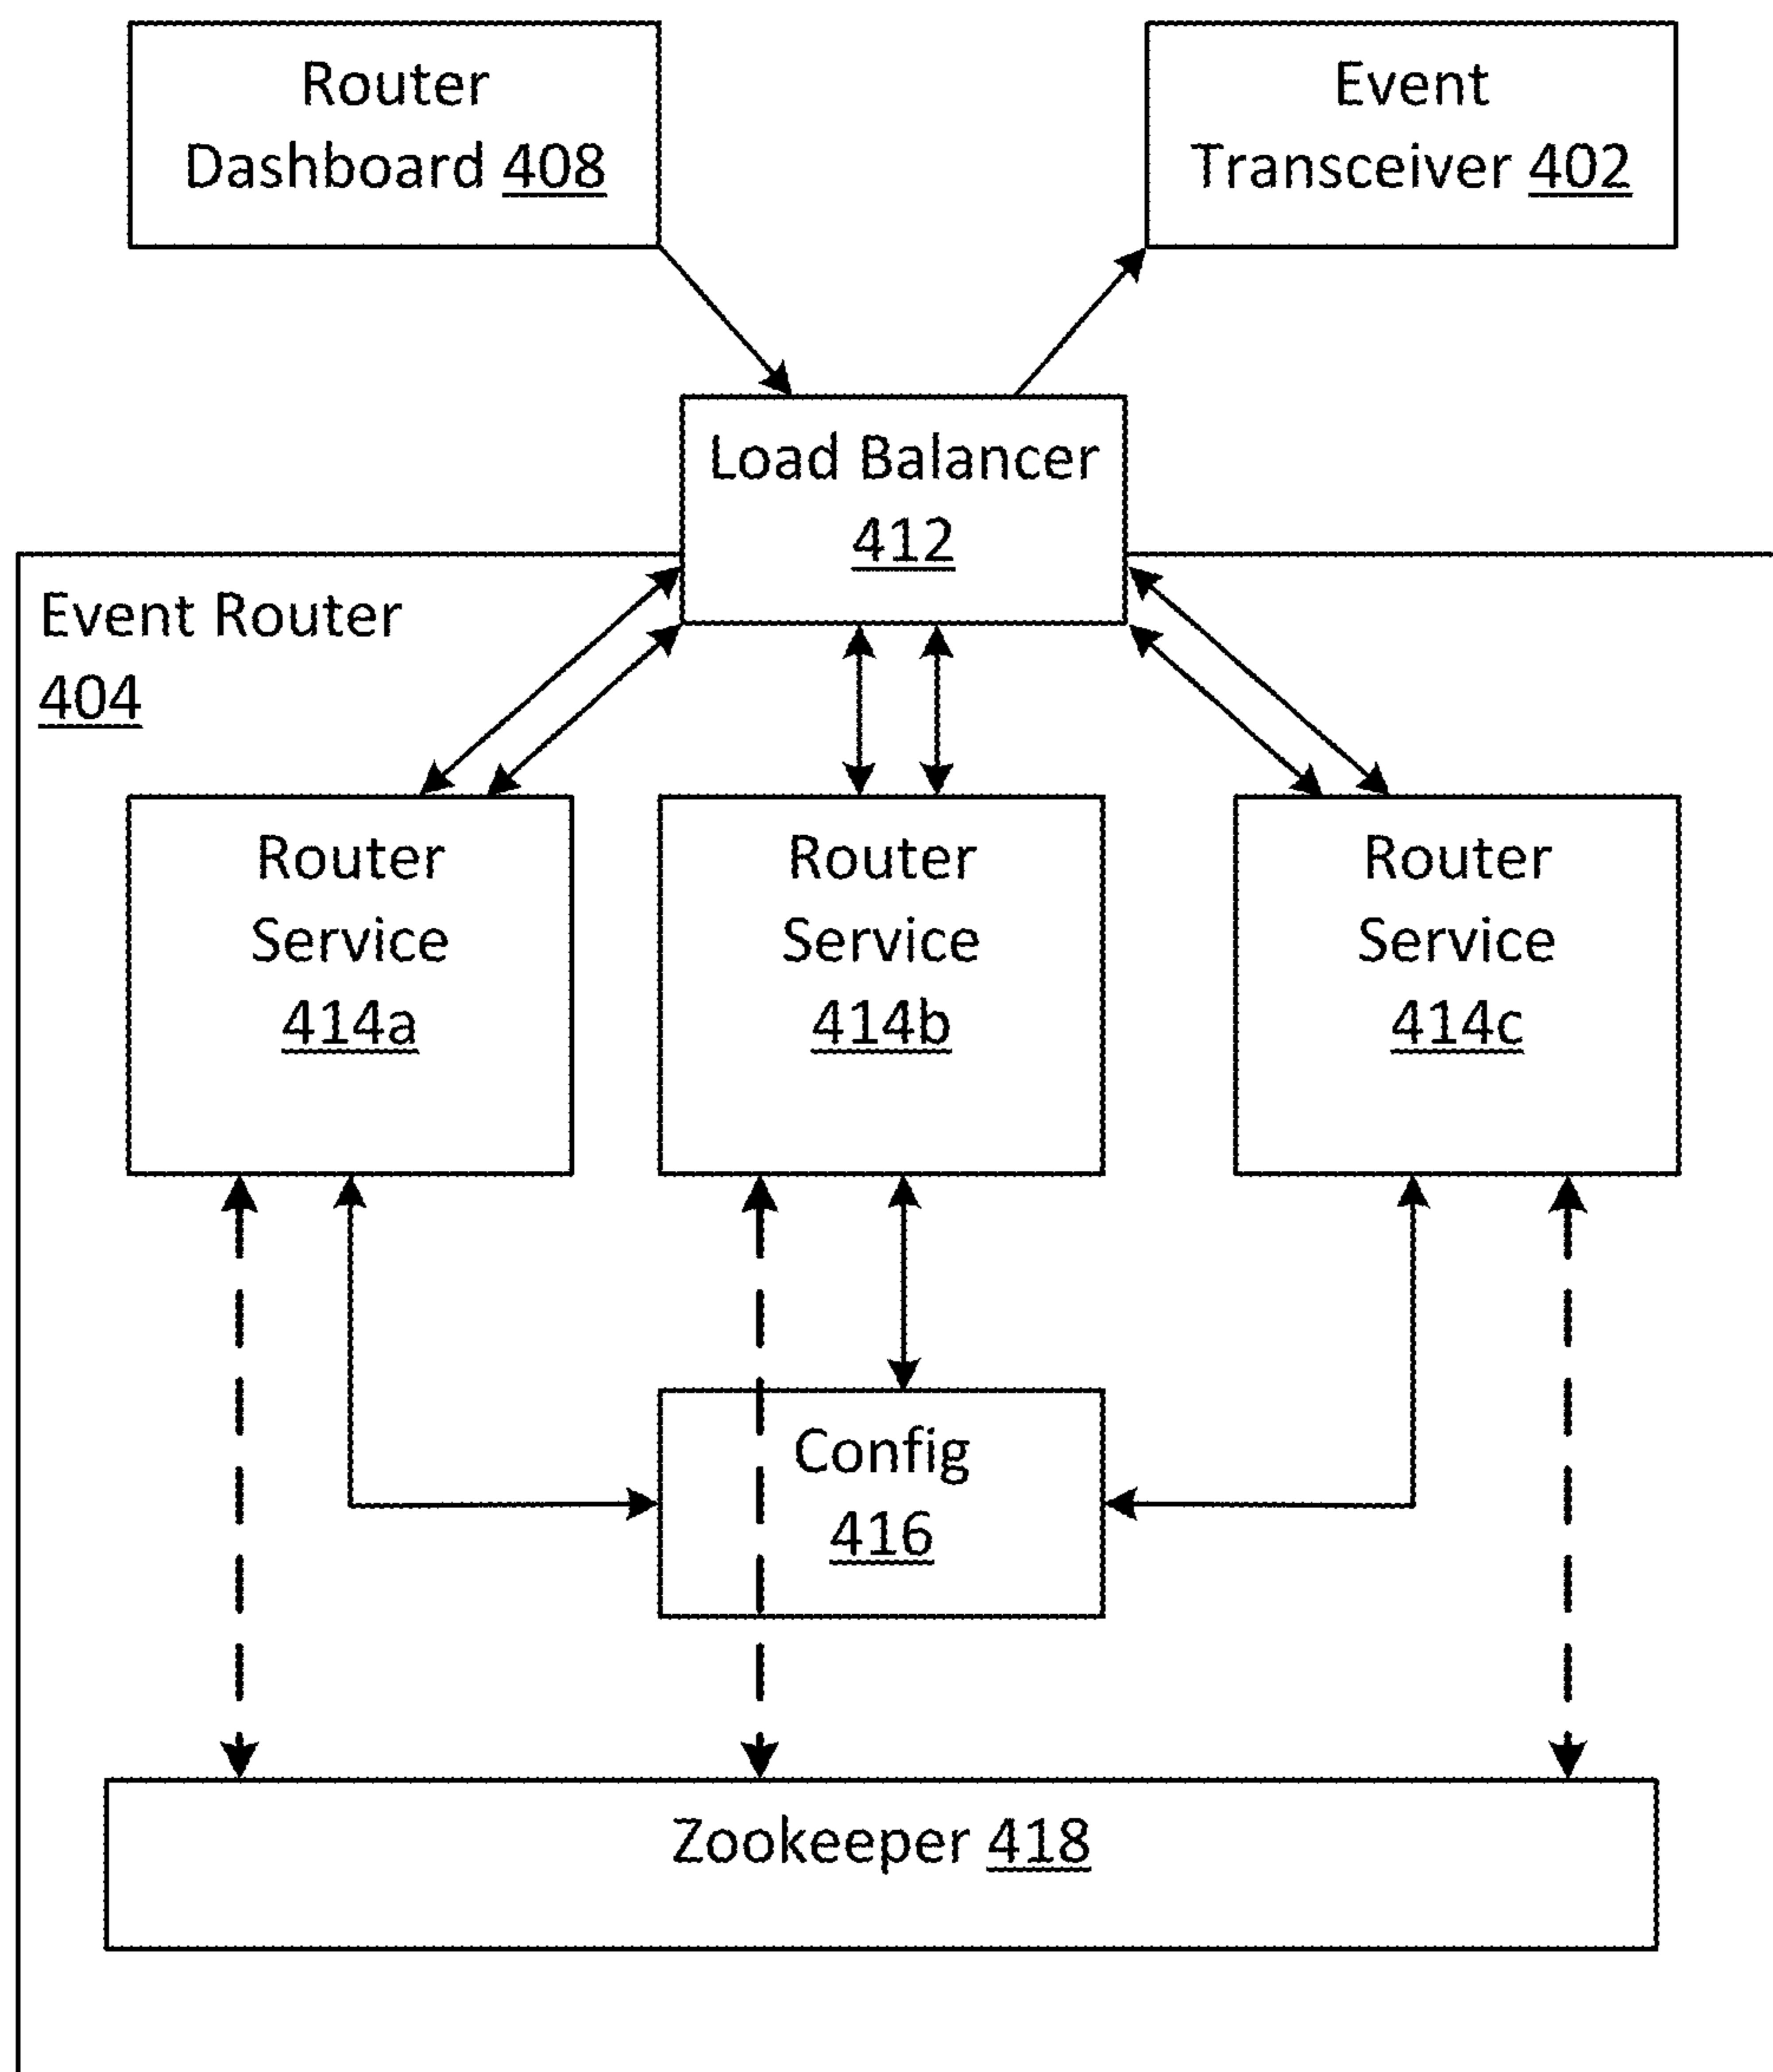 Router
Dashboard 408
Event
Transceiver 402
Load Balancer
412
Event Router
404
Router
Service
414a
Router
Service
414b
Router
Service
414c
Config
416
Zookeeper 418